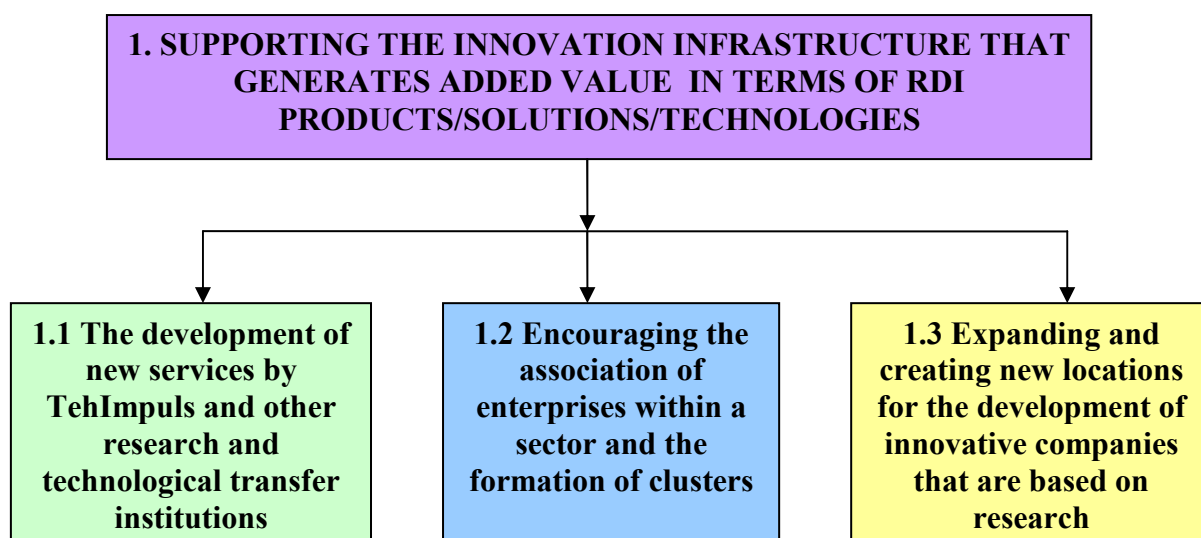 1. SUPPORTING THE INNOVATION INFRASTRUCTURE THAT
GENERATES ADDED VALUE IN TERMS OF RDI
PRODUCTS/SOLUTIONS/TECHNOLOGIES
1.1 The development of
new services by
TehImpuls and other
research and
technological transfer
institutions
1.2 Encouraging the
association of
enterprises within a
sector and the
formation of clusters
1.3 Expanding and
creating new locations
for the development of
innovative companies
that are based on
research